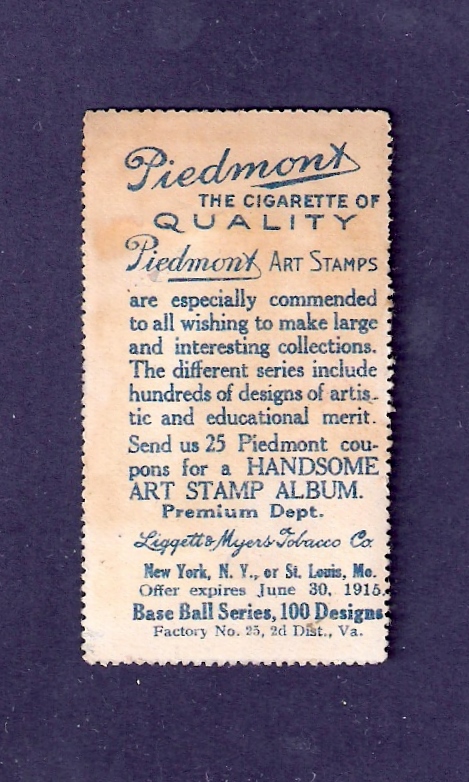 Piedmont
THE CIGARETTE OF
QUALITY
Piedmont ART STAMPS
are especially commended
to all wishing to make large
and interesting collections.
The different series include
hundreds of designs of artis-
tic and educational merit.
Send us 25 Piedmont cou-
pons for a HANDSOME
ART STAMP ALBUM.
Premium Dept.
Liggett & Myers Tobacco Co.
New York, N. Y., or St. Louis, Mo.
Offer expires June 30, 1915.
Base Ball Series, 100 Designs
Factory No. 25, 2d Dist., Va.